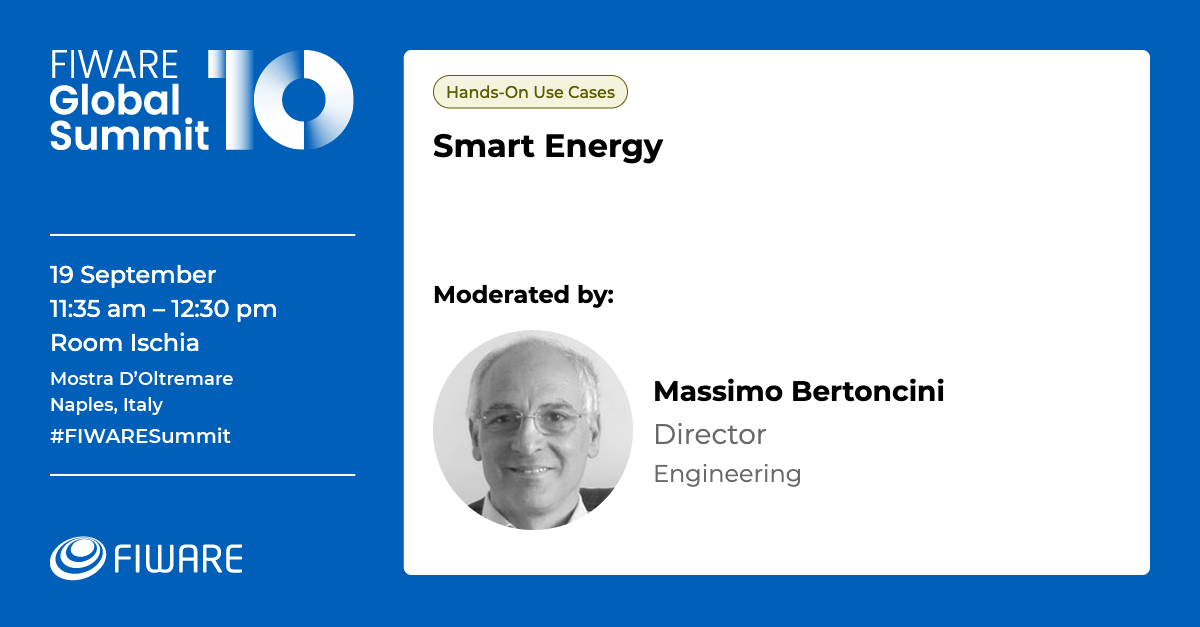 FIWARE
Global
Summit
10
19 September
11:35 am – 12:30 pm
Room Ischia
Mostra D’Oltremare
Naples, Italy
#FIWARESummit
FIWARE
Hands-On Use Cases
Smart Energy
Moderated by:
Massimo Bertoncini
Director
Engineering